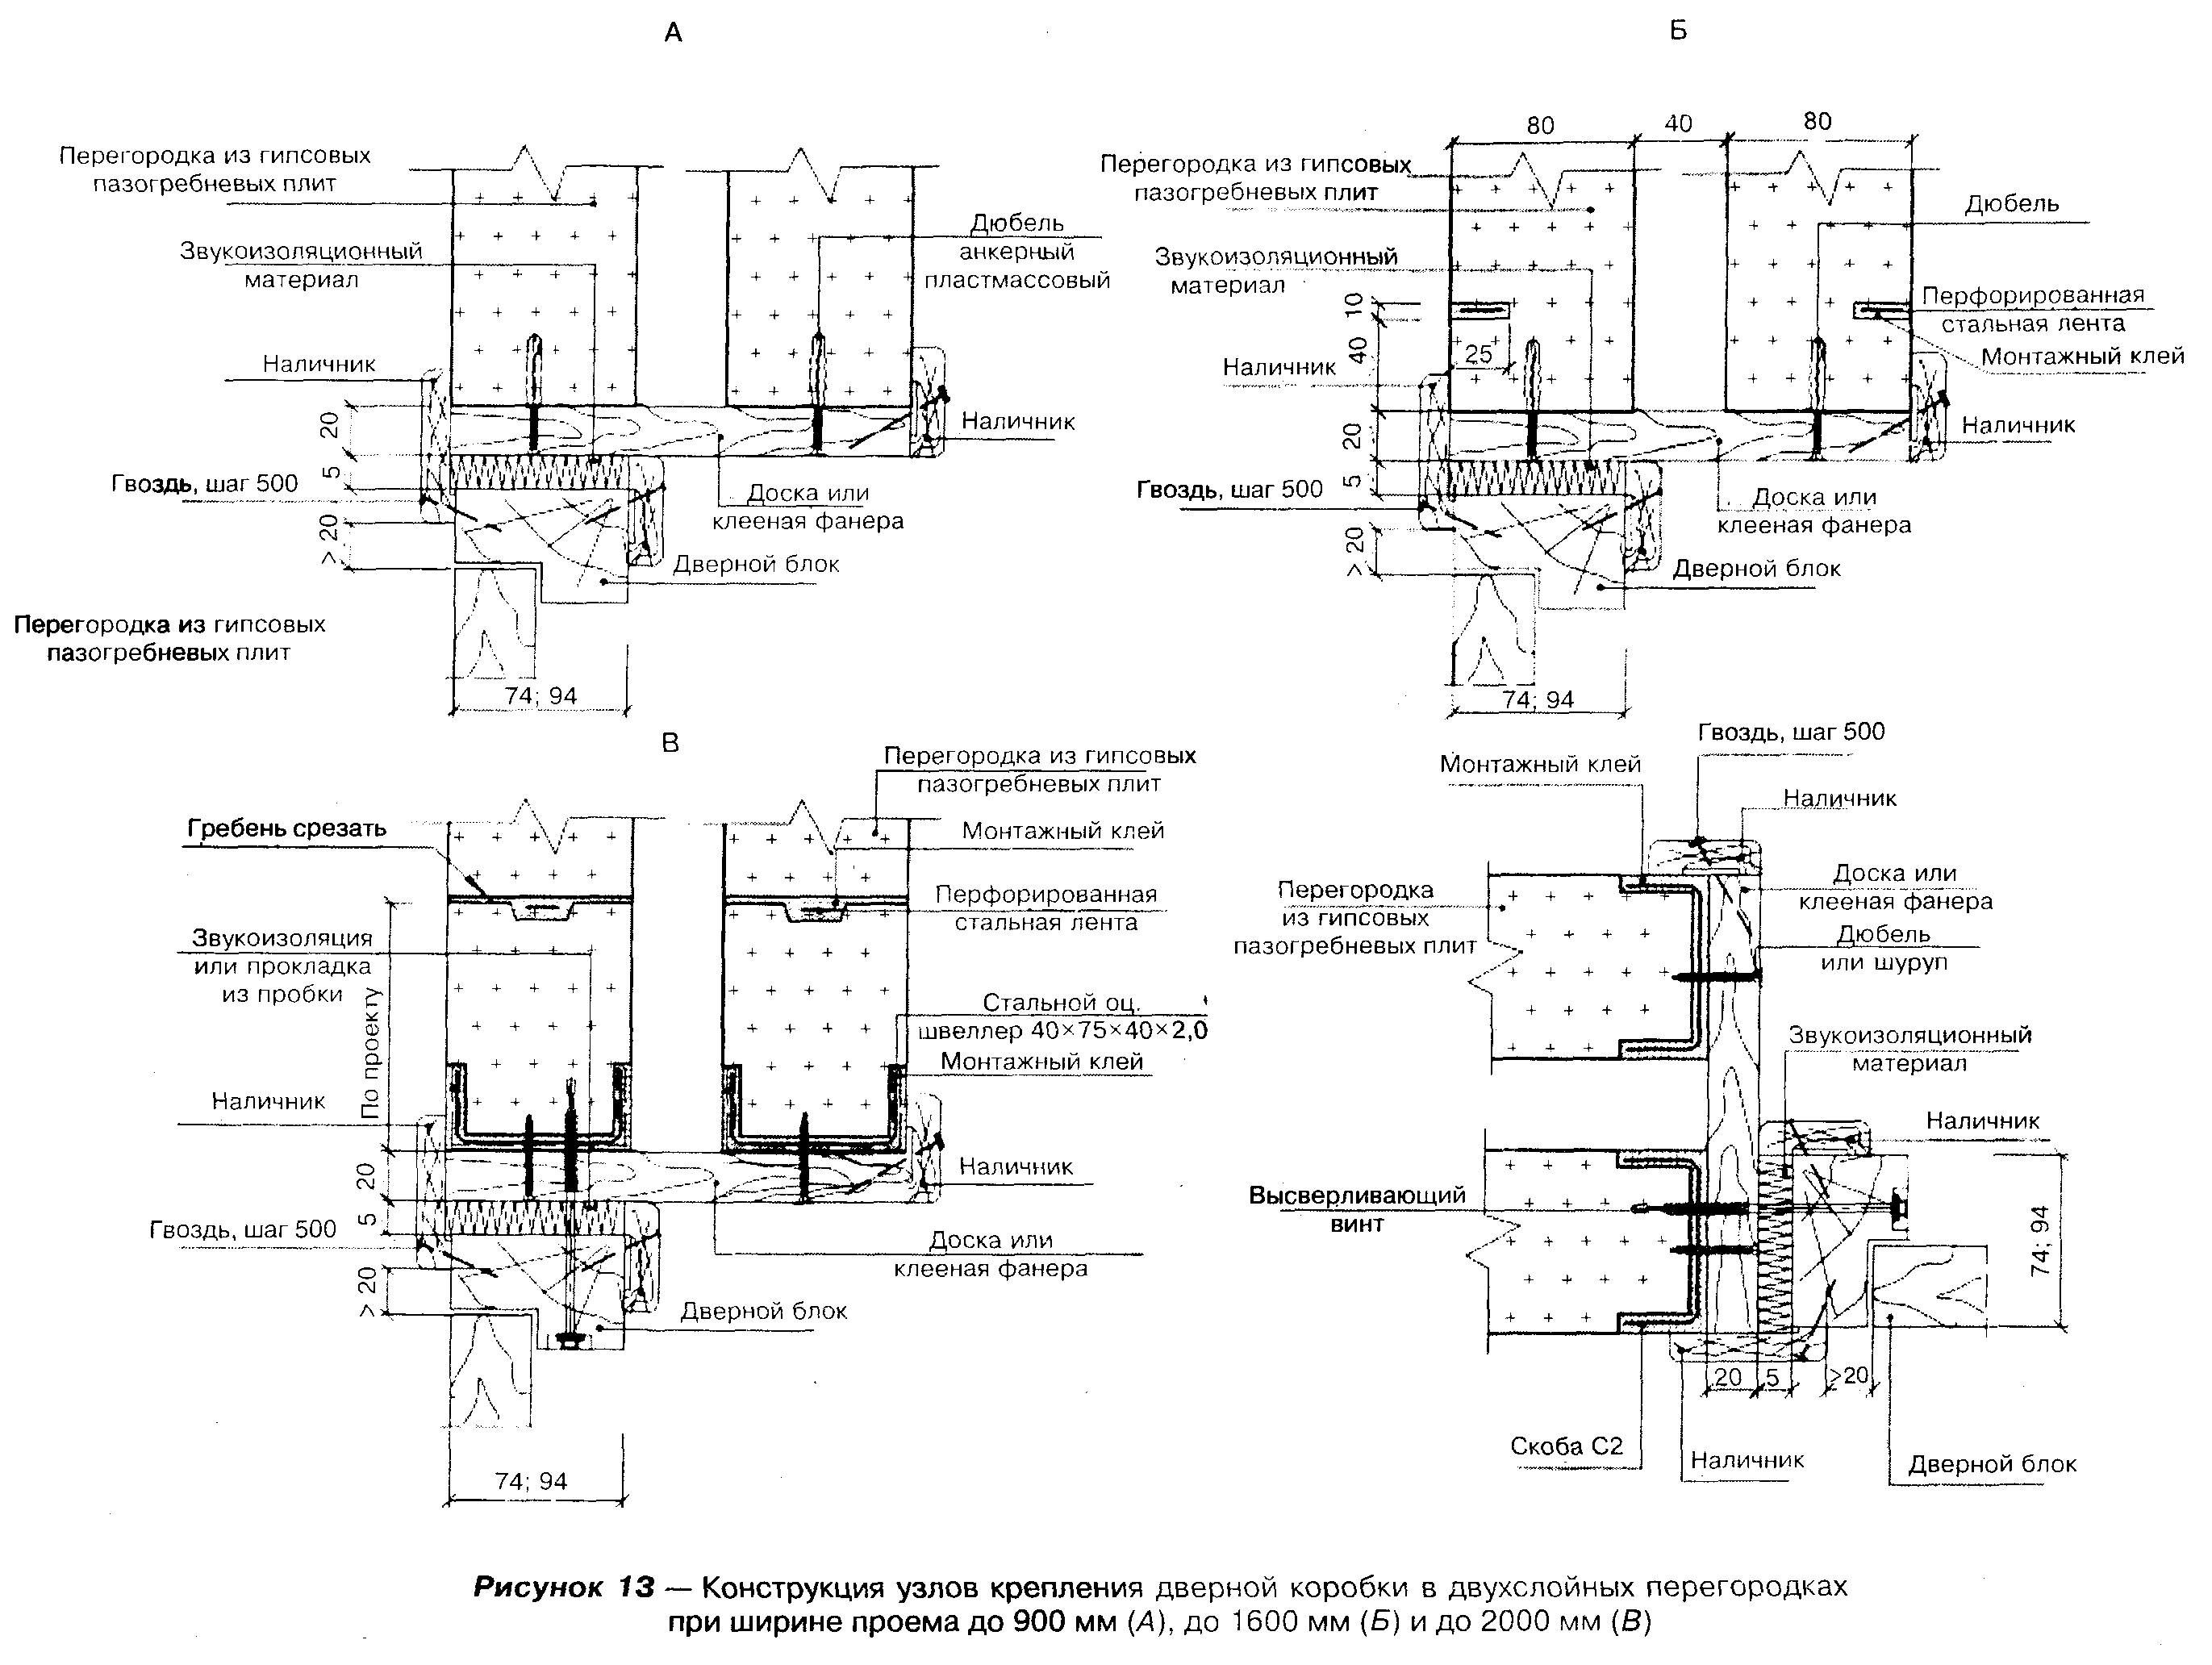 А
Перегородка из гипсовых
пазогребневых плит
Звукоизоляционный
материал
Дюбель
анкерный
пластмассовый
Наличник
Наличник
20
5
Гвоздь, шаг 500
> 20
Доска или
клееная фанера
Дверной блок
Перегородка из гипсовых
пазогребневых плит
74; 94
Б
80
40
80
Перегородка из гипсовых
пазогребневых плит
Дюбель
Звукоизоляционный
материал
10
Перфорированная
стальная лента
Монтажный клей
40
25
Наличник
Наличник
20
5
Гвоздь, шаг 500
> 20
Доска или
клееная фанера
Дверной блок
74; 94
В
Перегородка из гипсовых
пазогребневых плит
Гребень срезать
Монтажный клей
Перфорированная
стальная лента
Звукоизоляция
или прокладка
из пробки
По проекту
Стальной оц.
швеллер 40×75×40×2,0
Монтажный клей
Наличник
Наличник
20
5
Гвоздь, шаг 500
> 20
Доска или
клееная фанера
Дверной блок
74; 94
Гвоздь, шаг 500
Монтажный клей
Наличник
Перегородка
из гипсовых
пазогребневых плит
Доска или
клееная фанера
Дюбель
или шуруп
Звукоизоляционный
материал
Наличник
Высверливающий
винт
74; 94
20
5
>20
Скоба С2
Наличник
Дверной блок
Рисунок 13 — Конструкция узлов крепления дверной коробки в двухслойных перегородках
при ширине проема до 900 мм (А), до 1600 мм (Б) и до 2000 мм (В)